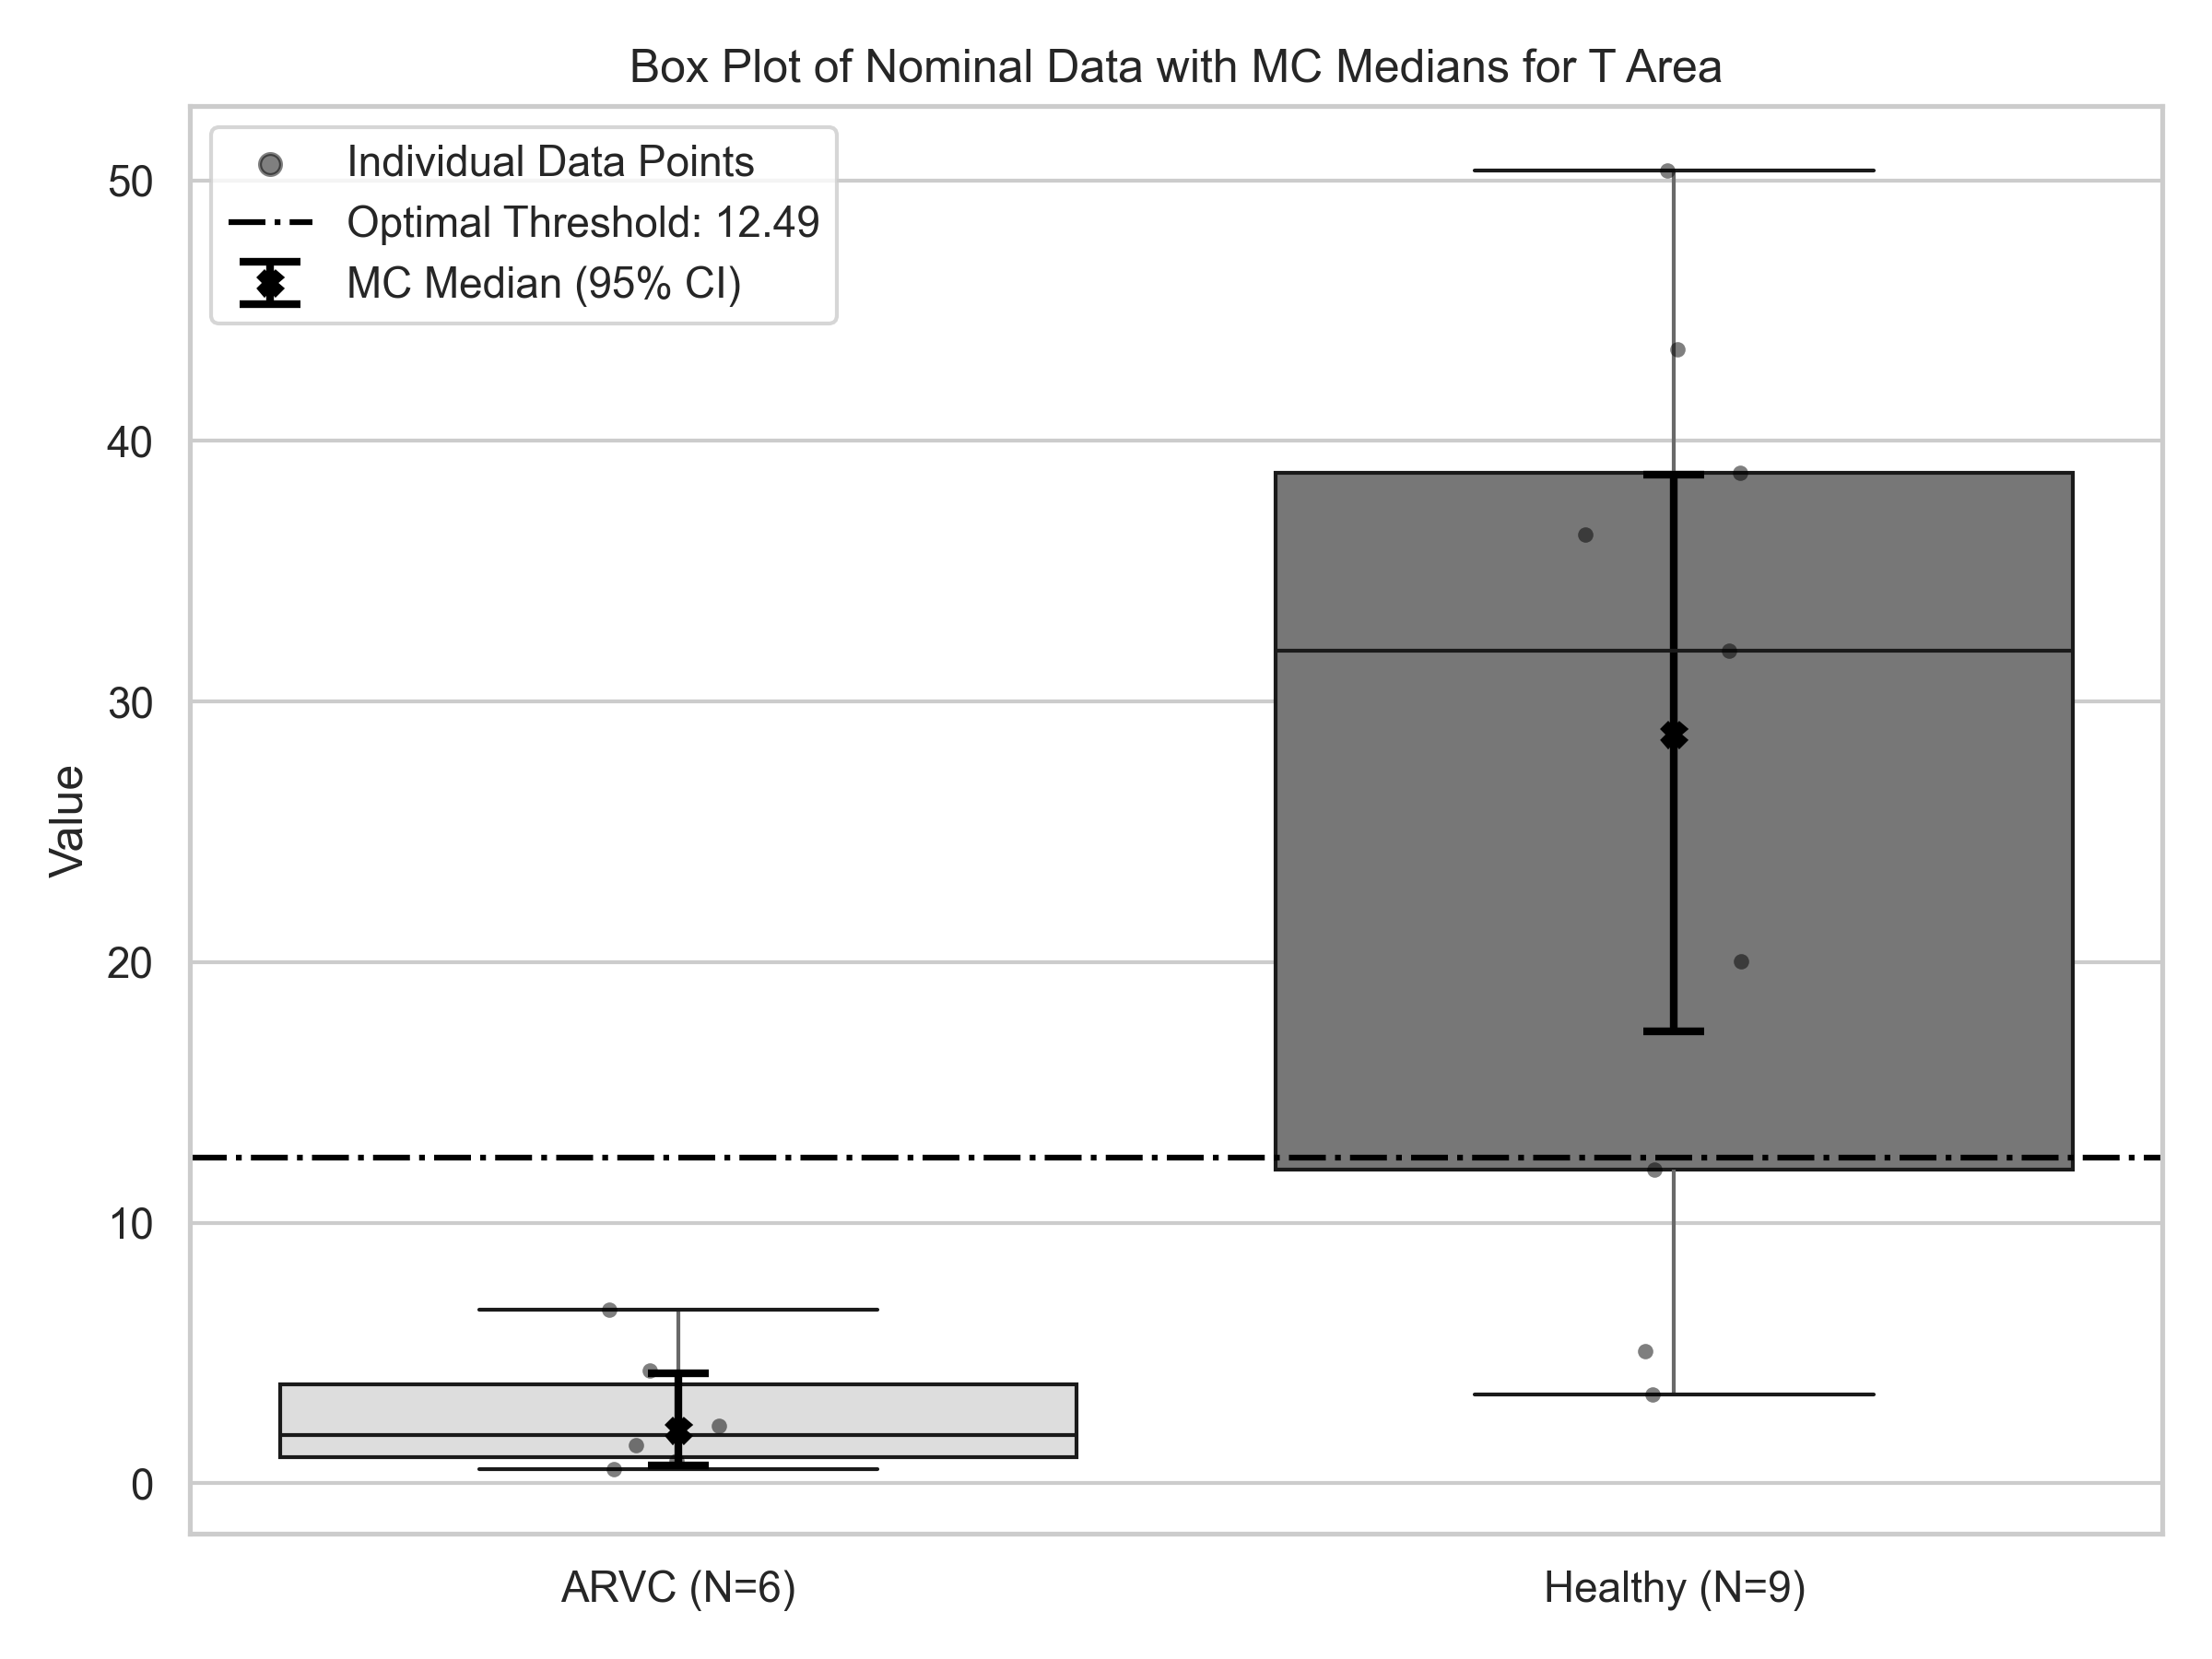 Box Plot of Nominal Data with MC Medians for T Area
Individual Data Points
Optimal Threshold: 12.49
MC Median (95% CI)
50
40
30
20
10
0
Value
ARVC (N=6)
Healthy (N=9)